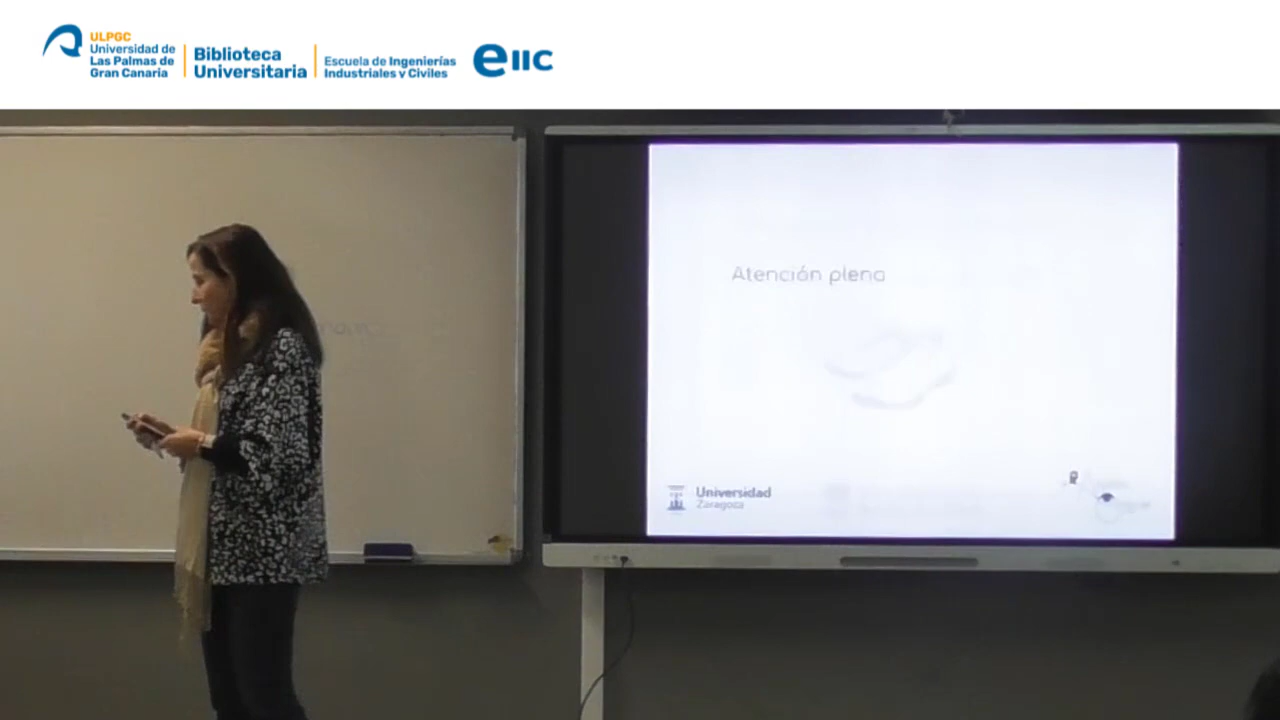 ULPGC
Universidad de
Las Palmas de
Gran Canaria
Biblioteca
Universitaria
Escuela de Ingenierías
Industriales y Civiles
eiic
Atención plena
Universidad
Zaragoza